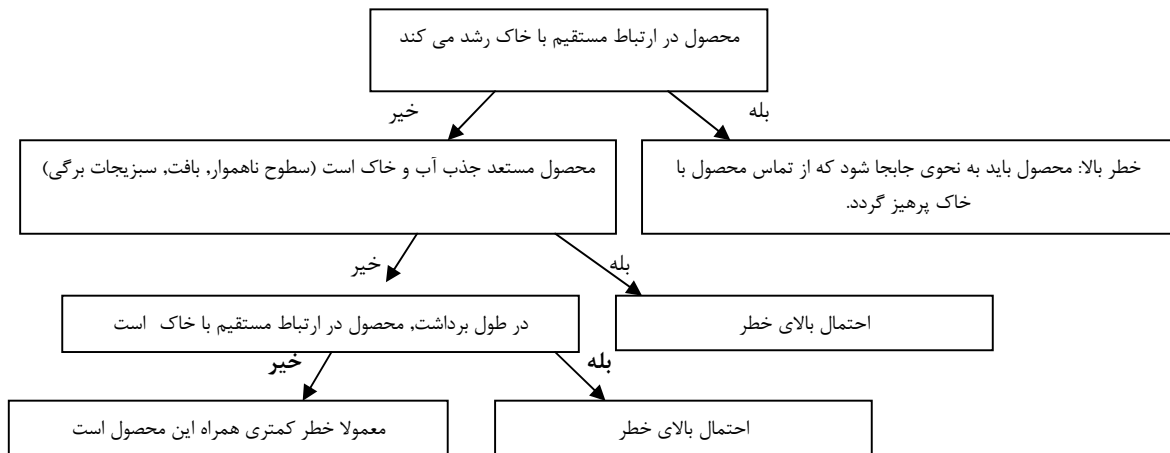 محصول در ارتباط مستقیم با خاک رشد می کند
بله
خیر
خطر بالا: محصول باید به نحوی جابجا شود که از تماس محصول با
خاک پرهیز گردد.
محصول مستعد جذب آب و خاک است (سطوح ناهموار, بافت, سبزیجات برگی)
بله
خیر
احتمال بالای خطر
در طول برداشت, محصول در ارتباط مستقیم با خاک است
بله
خیر
احتمال بالای خطر
معمولا خطر کمتری همراه این محصول است